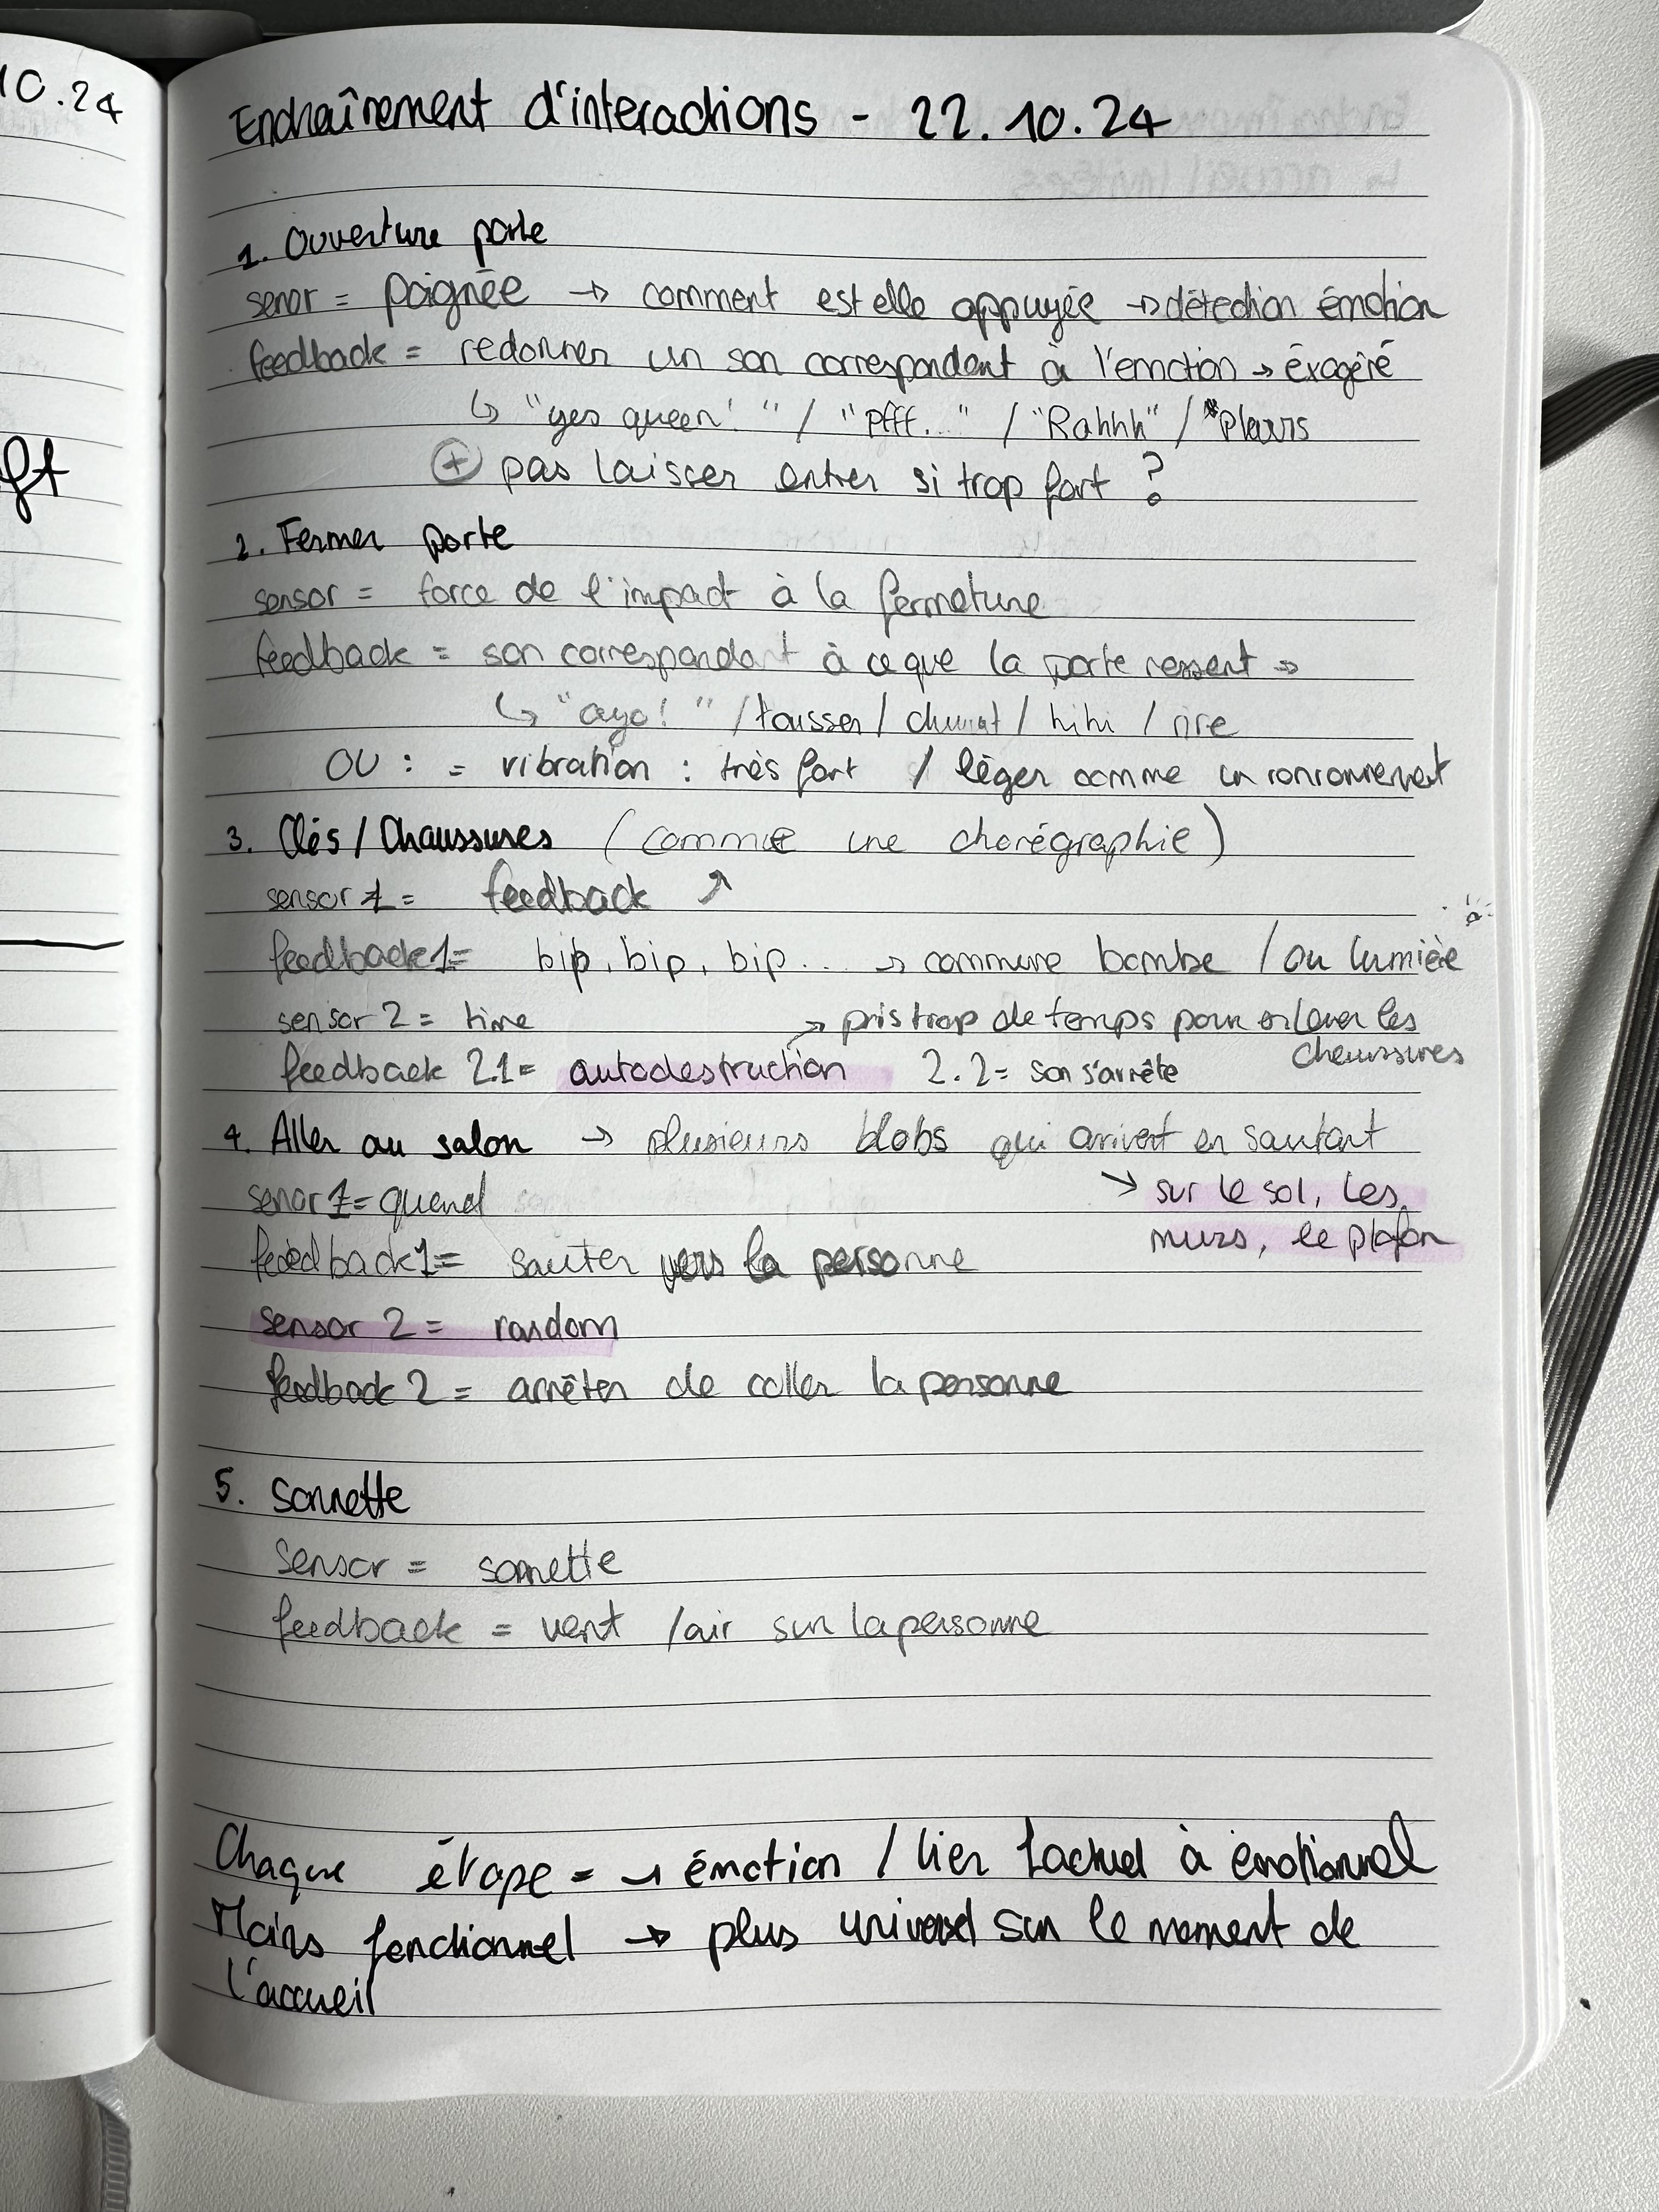 10.24
ft
Enchaînement d'interactions - 22.10.24
1. Ouverture porte
senor = poignée → comment est elle appuyée → détection émotion
feedback = redonner un son correspondant à l'émotion → éxagéré
↳ "yes queen! " / "Pfff.. " / "Rahhh" / *Pleurs
⊕ pas laisser entrer si trop fort ?
2. Fermer porte
sensor = force de l'impact à la fermeture
feedback = son correspondant à ce que la porte ressent →
↳ "aya! " / tousser / / hihi / rire
OU : = vibration : très fort / léger comme un ronronnement
3. Clés / Chaussures (comme une chorégraphie)
sensor 1 = feedback ↗
feedback 1 = bip, bip, bip... → comme bombe / ou lumière
sensor 2 = time
→ pris trop de temps pour enlever les chaussures
feedback 2.1 = autodestruction 2.2 = son s'arrête
4. Aller au salon → plusieurs blobs qui arrivent en sautant
→ sur le sol, les
murs, le plafon
senor 1 = quand
feedback 1 = sauter vers la personne
sensor 2 = random
feedback 2 = arrêter de coller la personne
5. Sonnette
sensor = sonnette
feedback = vent / air sur la personne
Chaque étape = → émotion / lier factuel à émotionnel
Moins fonctionnel → plus universel sur le moment de
l'accueil